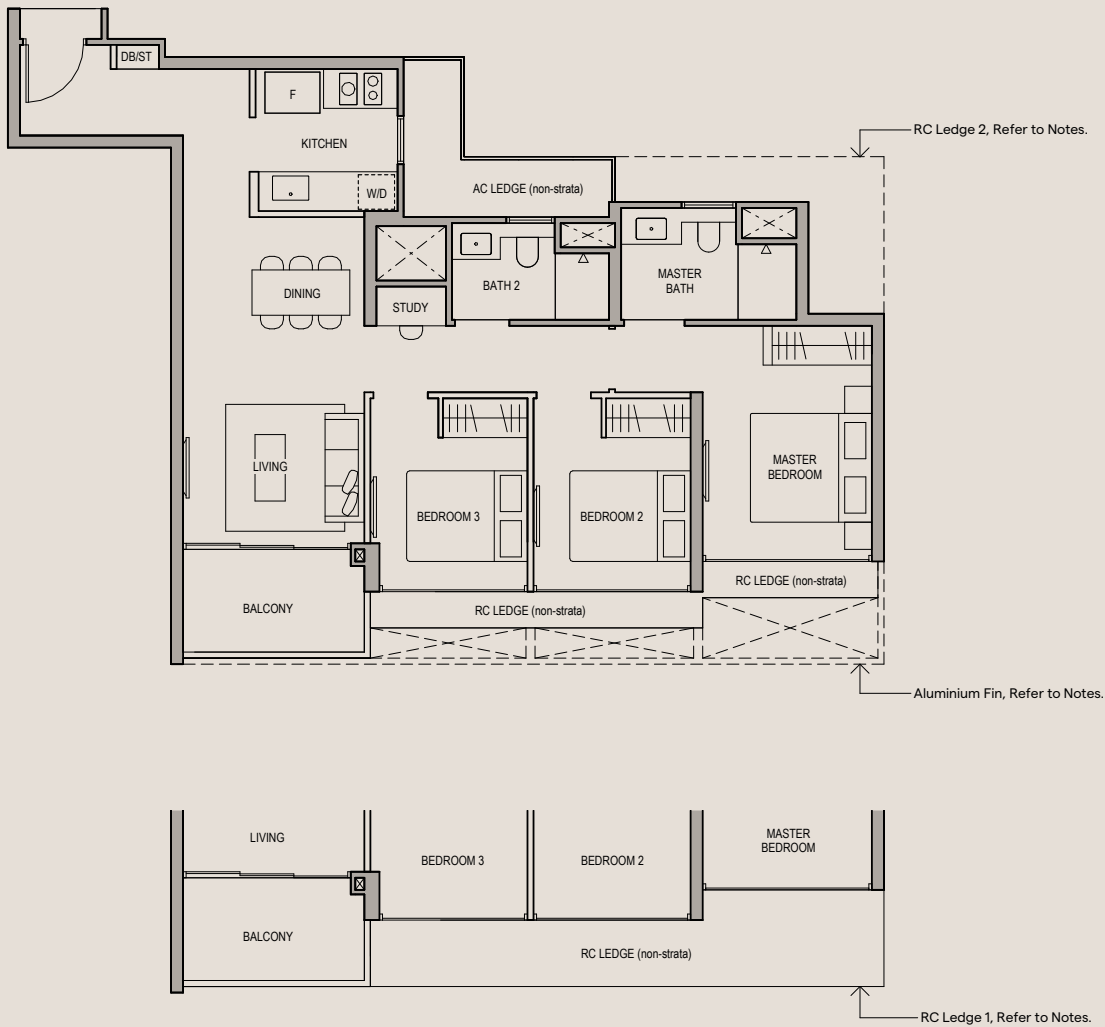 DB/ST
F
KITCHEN
W/D
RC Ledge 2, Refer to Notes.
AC LEDGE (non-strata)
DINING
STUDY
BATH 2
MASTER
BATH
LIVING
BEDROOM 3
BEDROOM 2
MASTER
BEDROOM
BALCONY
RC LEDGE (non-strata)
RC LEDGE (non-strata)
Aluminium Fin, Refer to Notes.
LIVING
BEDROOM 3
BEDROOM 2
MASTER
BEDROOM
BALCONY
RC LEDGE (non-strata)
RC Ledge 1, Refer to Notes.